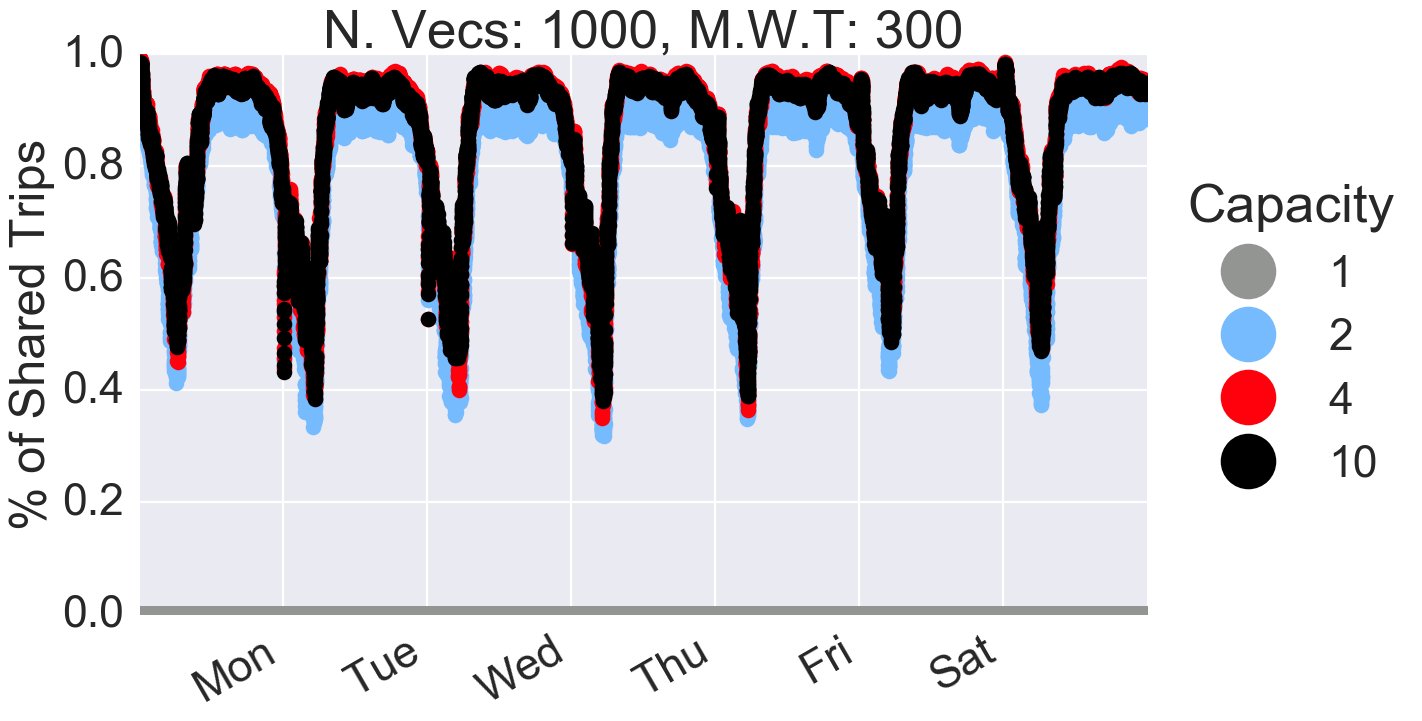 N. Vecs: 1000, M.W.T: 300
% of Shared Trips
1.0
0.8
0.6
0.4
0.2
0.0
Mon
Tue
Wed
Thu
Fri
Sat
Capacity
1
2
4
10